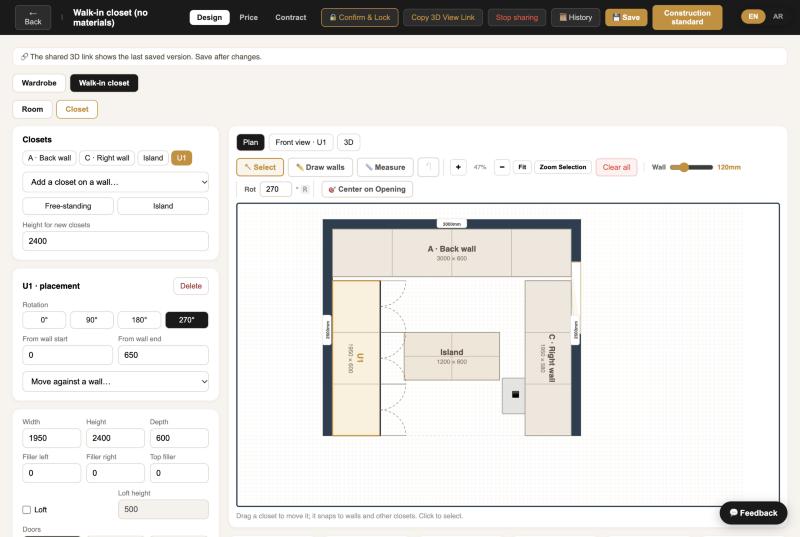 ← Back
Walk-in closet (no materials)
Design
Price
Contract
🔒 Confirm & Lock
Copy 3D View Link
Stop sharing
History
💾 Save
Construction standard
EN
AR
🔗 The shared 3D link shows the last saved version. Save after changes.
Wardrobe
Walk-in closet
Room
Closet
Closets
A · Back wall
C · Right wall
Island
U1
Add a closet on a wall…
Free-standing
Island
Height for new closets
2400
U1 · placement
Delete
Rotation
0°
90°
180°
270°
From wall start
From wall end
0
650
Move against a wall…
Width
Height
Depth
1950
2400
600
Filler left
Filler right
Top filler
0
0
0
Loft height
Loft
500
Doors
Plan
Front view · U1
3D
Select
Draw walls
Measure
+
47%
−
Fit
Zoom Selection
Clear all
Wall
120mm
Rot
270
°
R
Center on Opening
3000mm
A · Back wall
3000 × 600
U1
1950 × 600
Island
1200 × 600
C · Right wall
Drag a closet to move it; it snaps to walls and other closets. Click to select.
💬 Feedback